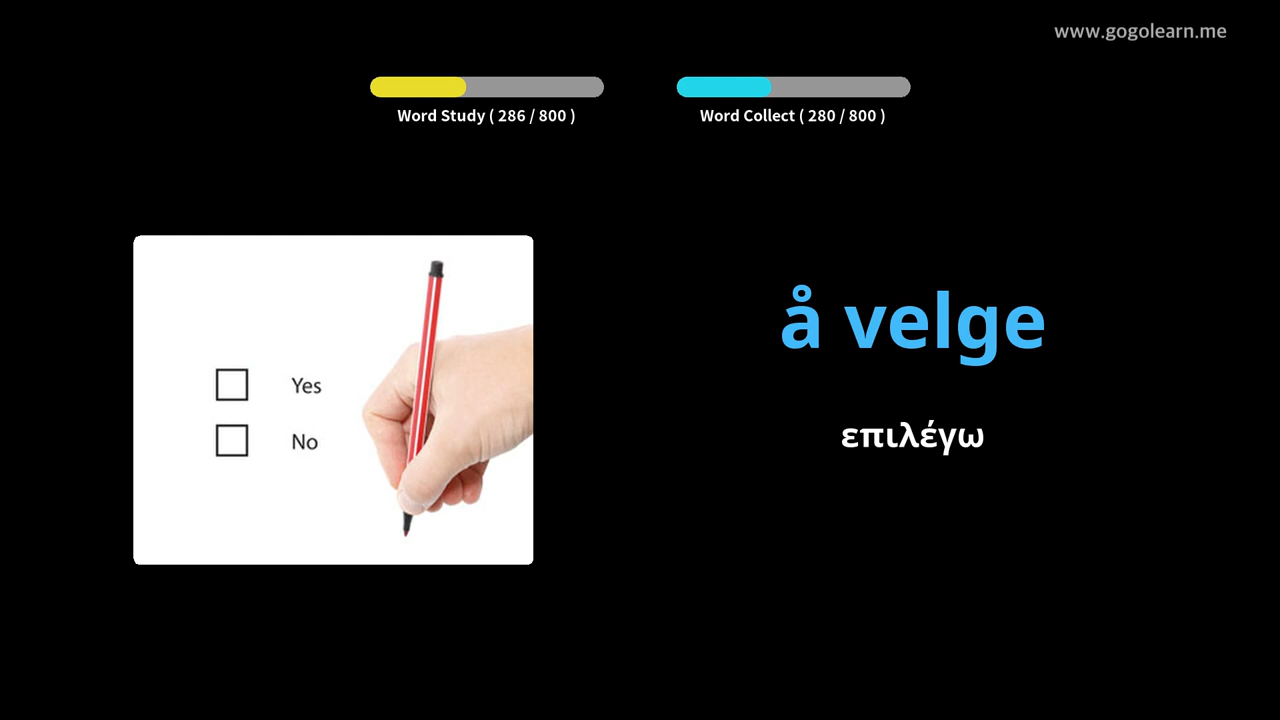 www.gogolearn.me
Word Study ( 286 / 800 )
Word Collect ( 280 / 800 )
Yes
No
å velge
επιλέγω